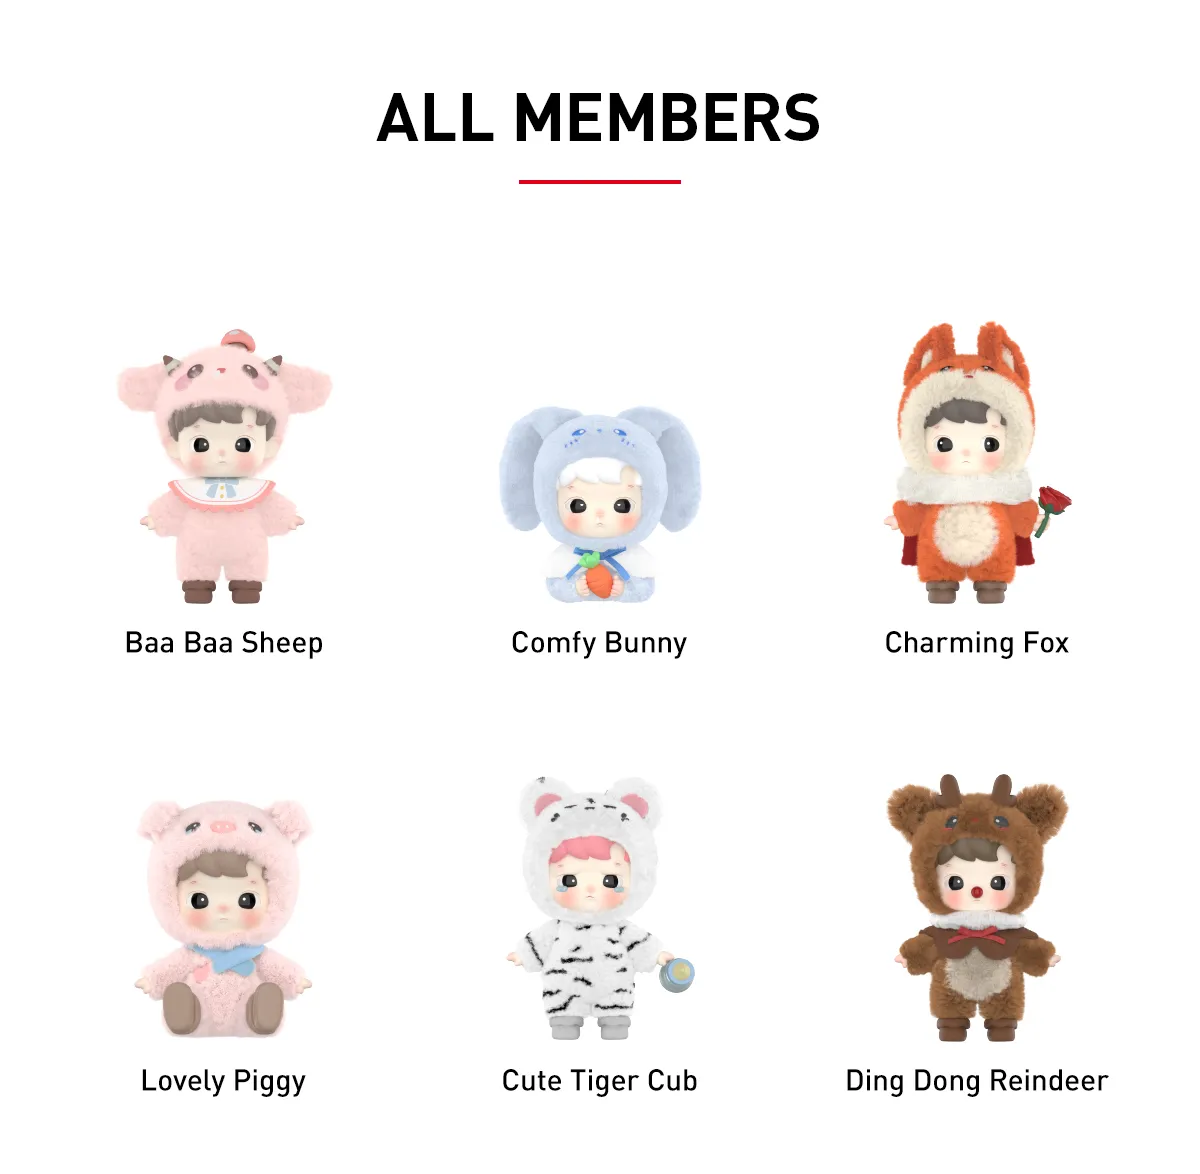 ALL MEMBERS
Baa Baa Sheep
Comfy Bunny
Charming Fox
Lovely Piggy
Cute Tiger Cub
Ding Dong Reindeer